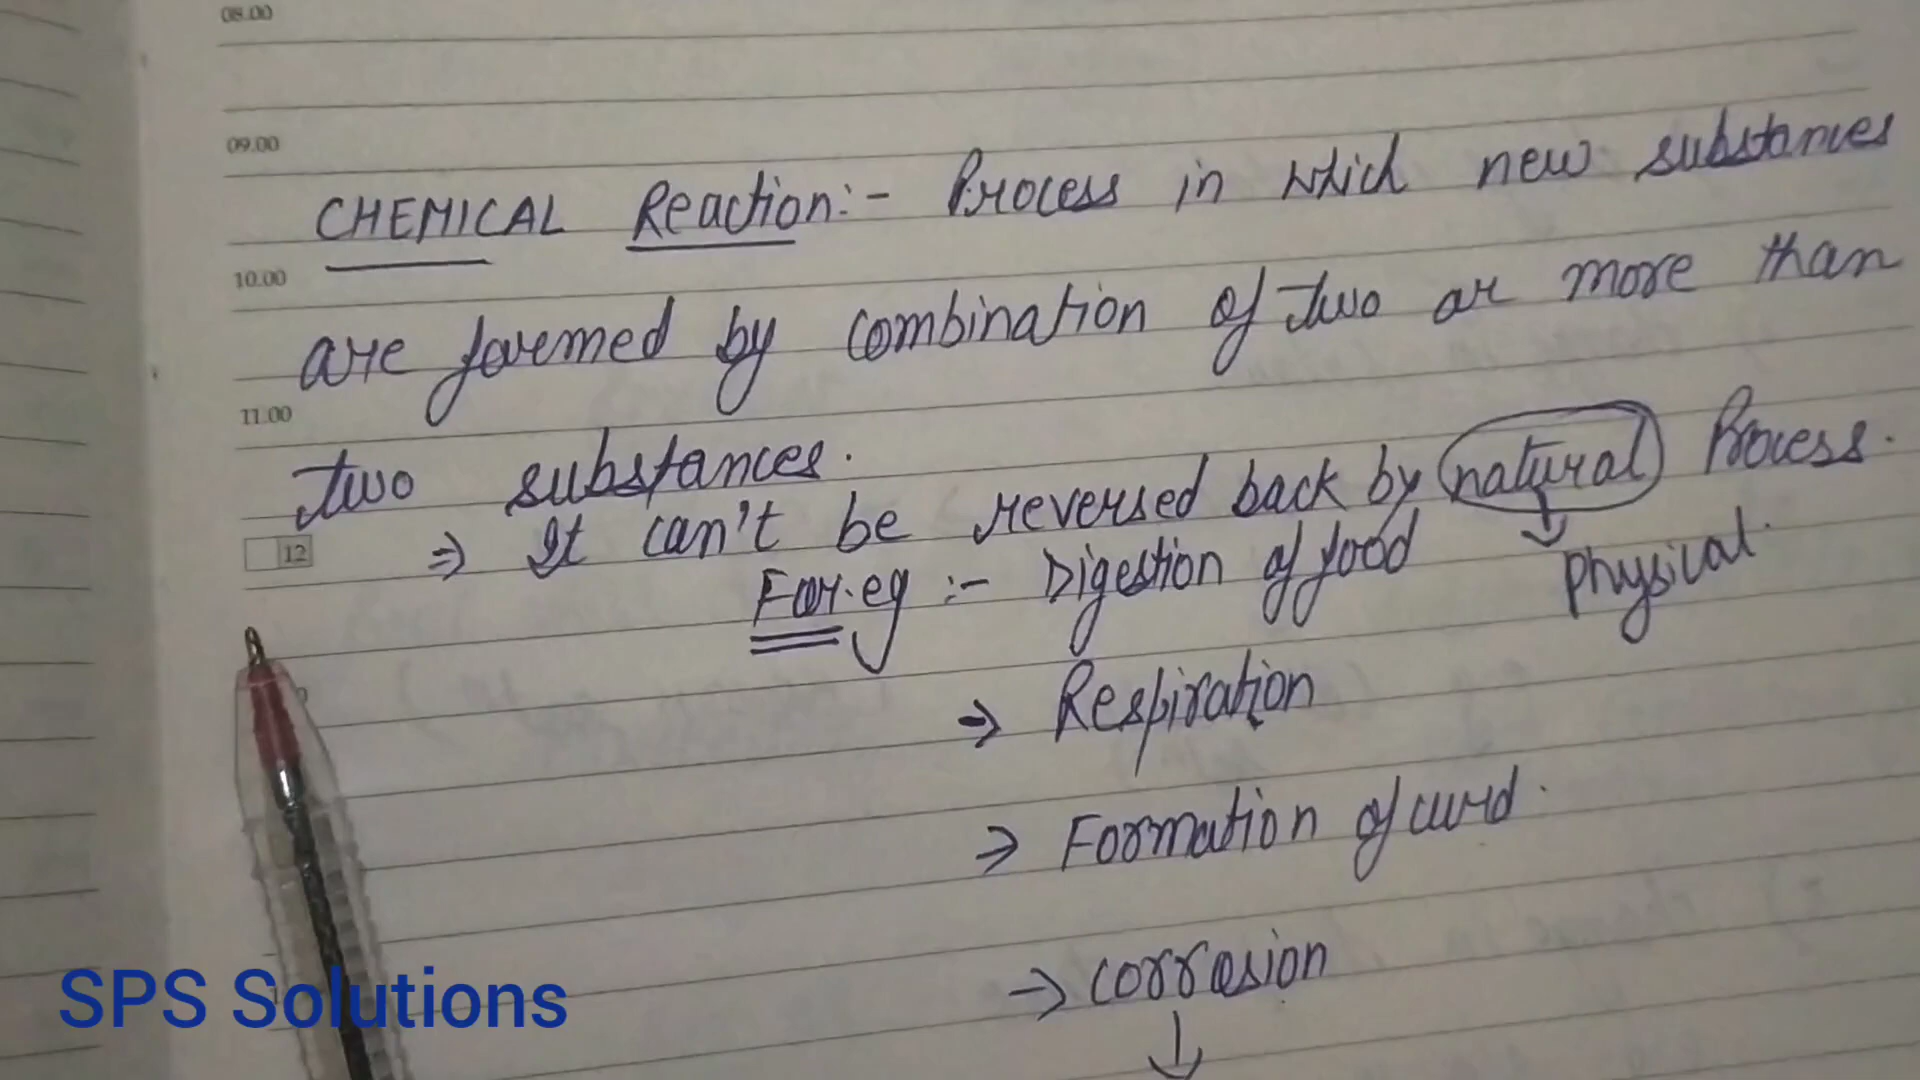 08.00
09.00
CHEMICAL Reaction:- Process in which new substances
10.00
are formed by combination of two or more than
11.00
two substances.
⇒ It can't be reversed back by natural Process.
12
↓ Physical.
For.eg :- Digestion of food
→ Respiration
→ Formation of curd.
→ corrosion
↓
SPS Solutions